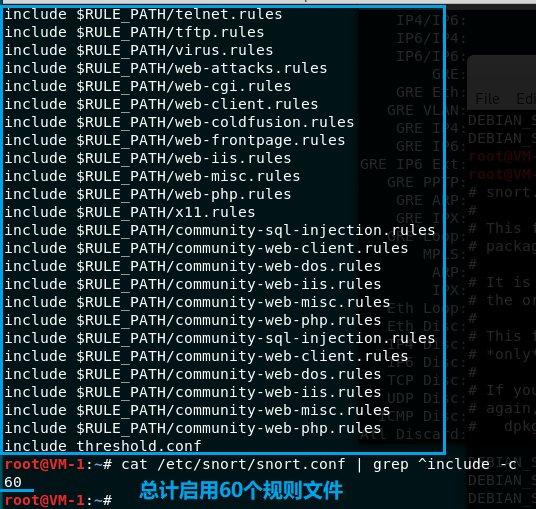 include $RULE_PATH/telnet.rules
include $RULE_PATH/tftp.rules
include $RULE_PATH/virus.rules
include $RULE_PATH/web-attacks.rules
include $RULE_PATH/web-cgi.rules
include $RULE_PATH/web-client.rules
include $RULE_PATH/web-coldfusion.rules
include $RULE_PATH/web-frontpage.rules
include $RULE_PATH/web-iis.rules
include $RULE_PATH/web-misc.rules
include $RULE_PATH/web-php.rules
include $RULE_PATH/x11.rules
include $RULE_PATH/community-sql-injection.rules
include $RULE_PATH/community-web-client.rules
include $RULE_PATH/community-web-dos.rules
include $RULE_PATH/community-web-iis.rules
include $RULE_PATH/community-web-misc.rules
include $RULE_PATH/community-web-php.rules
include $RULE_PATH/community-sql-injection.rules
include $RULE_PATH/community-web-client.rules
include $RULE_PATH/community-web-dos.rules
include $RULE_PATH/community-web-iis.rules
include $RULE_PATH/community-web-misc.rules
include $RULE_PATH/community-web-php.rules
include threshold.conf
root@VM-1:~# cat /etc/snort/snort.conf | grep ^include -c
60
root@VM-1:~#
总计启用60个规则文件
IP4/IP6:
IP6/IP4:
IP6/IP6:
GRE:
GRE Eth:
GRE VLAN:
GRE IP4:
GRE IP6:
GRE IP6 Ext:
GRE PPTP:
GRE ARP:
GRE IPX:
GRE Loop:
MPLS:
ARP:
IPX:
Eth Loop:
Eth Disc:
IP4 Disc:
IP6 Disc:
TCP Disc:
UDP Disc:
ICMP Disc:
All Discard:
File Edi
DEBIAN_S
DEBIAN_S
root@VM-
root@VM-
# snort.
#
# This f
# packag
#
# It is
# the or
#
# This f
# *only*
#
# If you
# again,
# dpkg
DEBIAN_S
DEBIAN_S
DEBIAN_S